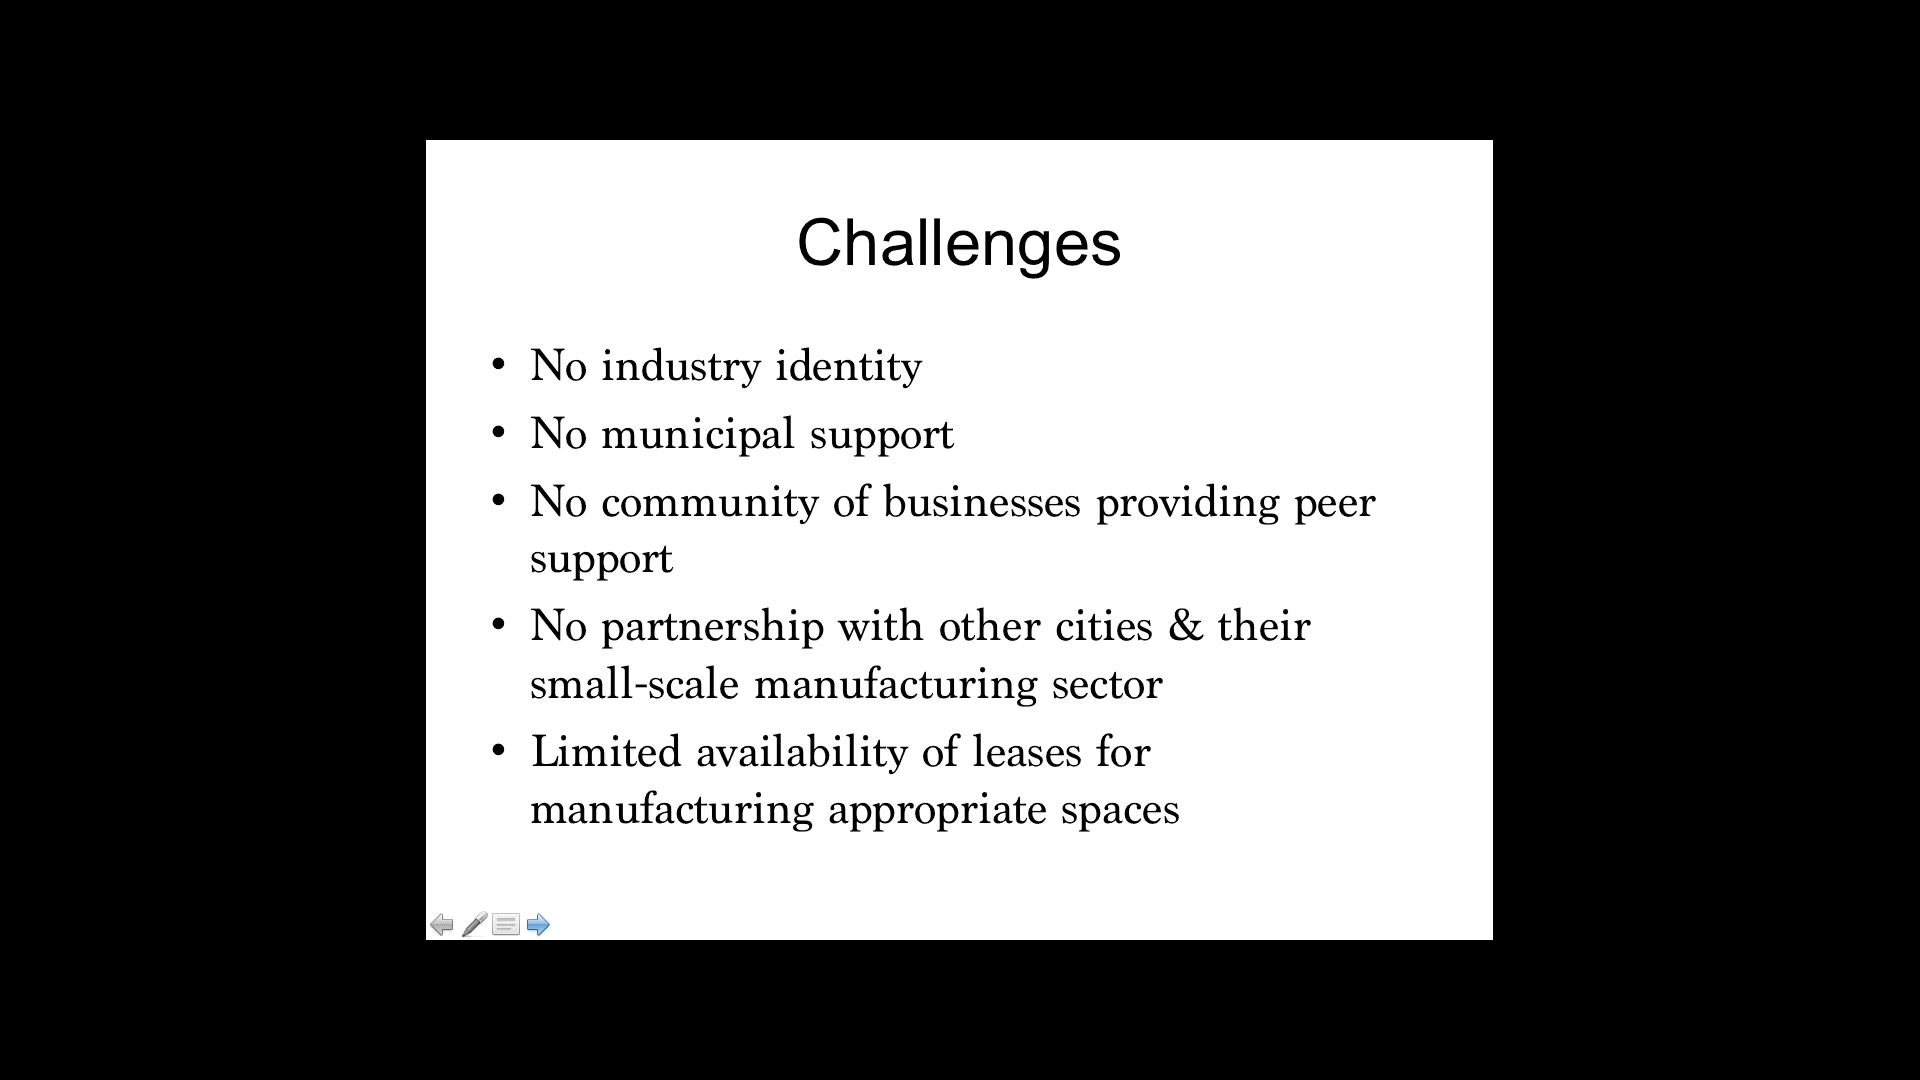 Challenges
• No industry identity
• No municipal support
• No community of businesses providing peer
support
• No partnership with other cities & their
small-scale manufacturing sector
• Limited availability of leases for
manufacturing appropriate spaces